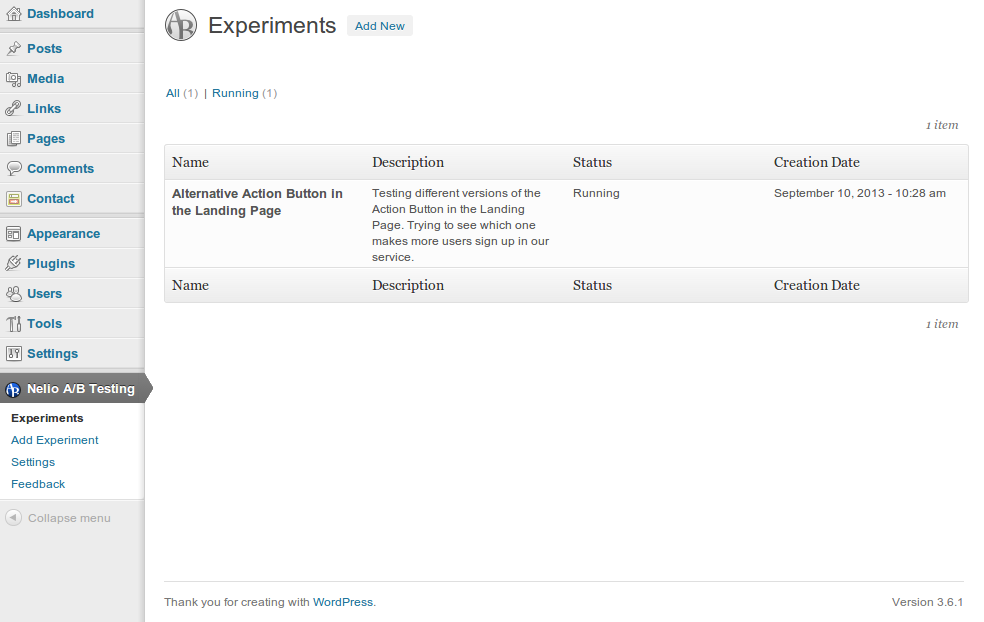 Dashboard
Posts
Media
Links
Pages
Comments
Contact
Appearance
Plugins
Users
Tools
Settings
Nelio A/B Testing
Experiments
Add Experiment
Settings
Feedback
Collapse menu
Experiments Add New
All (1) | Running (1)
1 item
Name Description Status Creation Date
Alternative Action Button in
the Landing Page
Testing different versions of the
Action Button in the Landing
Page. Trying to see which one
makes more users sign up in our
service.
Running
September 10, 2013 - 10:28 am
Name Description Status Creation Date
1 item
Thank you for creating with WordPress.
Version 3.6.1